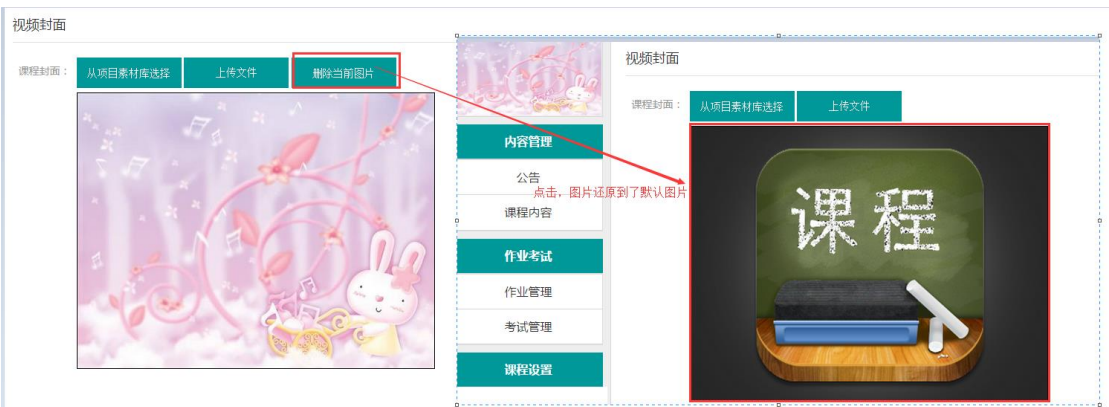 视频封面
课程封面：
从项目素材库选择
上传文件
删除当前图片
内容管理
公告
课程内容
作业考试
作业管理
考试管理
课程设置
点击，图片还原到了默认图片
视频封面
课程封面：
从项目素材库选择
上传文件
课程